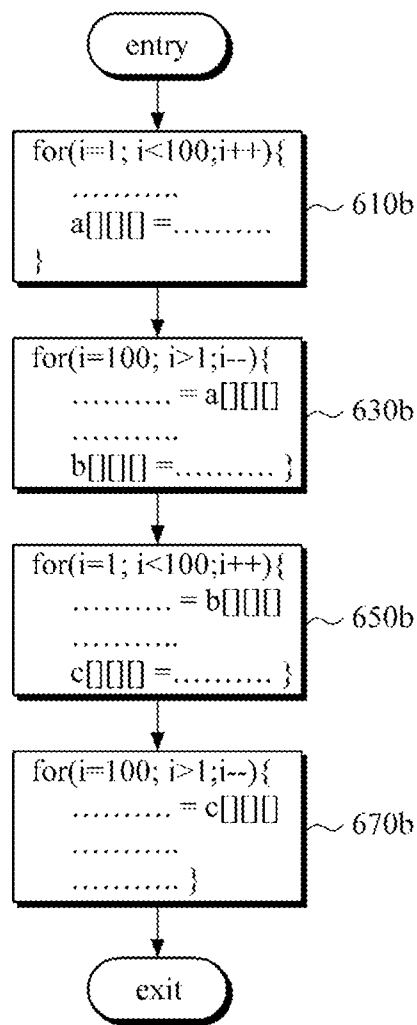 entry
for(i=1; i<100;i++){
..........
a[][][] =..........
}
610b
for(i=100; i>1;i--){
.......... = a[][][]
...........
b[][][] =.......... }
630b
for(i=1; i<100;i++){
.......... = b[][][]
...........
c[][][] =.......... }
650b
for(i=100; i>1;i--){
.......... = c[][][]
...........
........... }
670b
exit